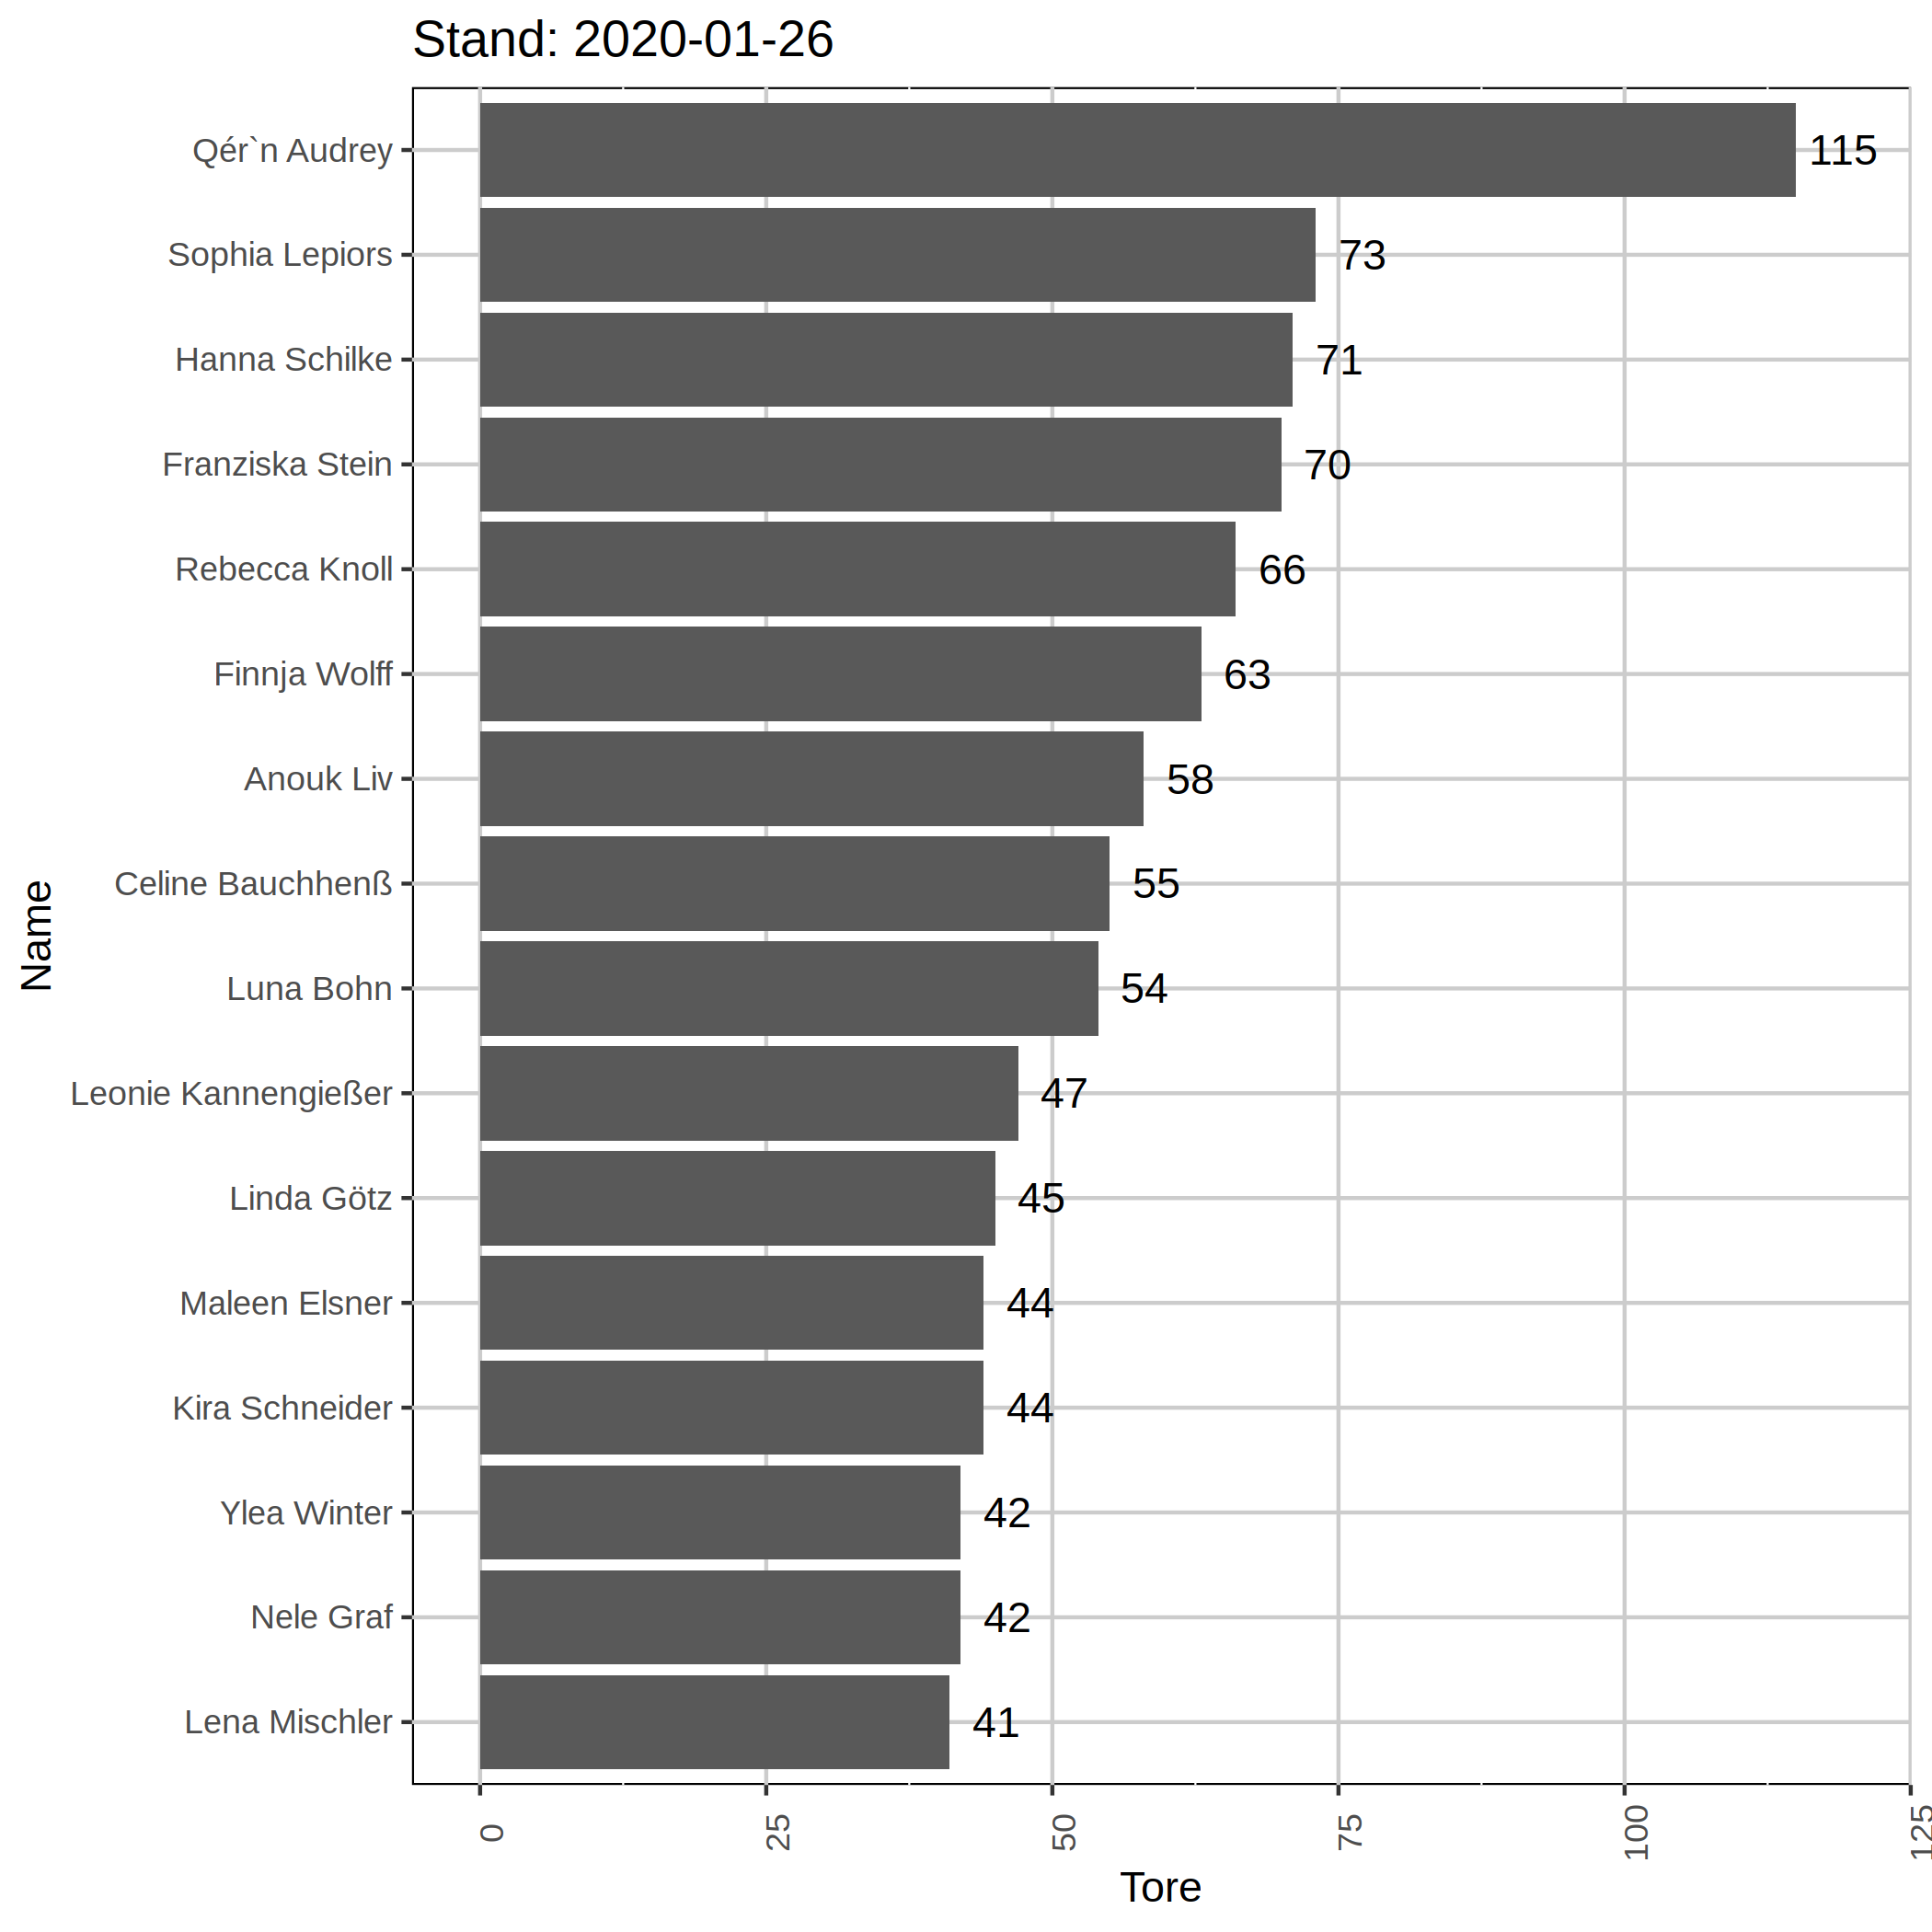 Stand: 2020-01-26
Qér`n Audrey 115
Sophia Lepiors 73
Hanna Schilke 71
Franziska Stein 70
Rebecca Knoll 66
Finnja Wolff 63
Anouk Liv 58
Celine Bauchhenß 55
Luna Bohn 54
Leonie Kannengießer 47
Linda Götz 45
Maleen Elsner 44
Kira Schneider 44
Ylea Winter 42
Nele Graf 42
Lena Mischler 41
Name
0 25 50 75 100 125
Tore